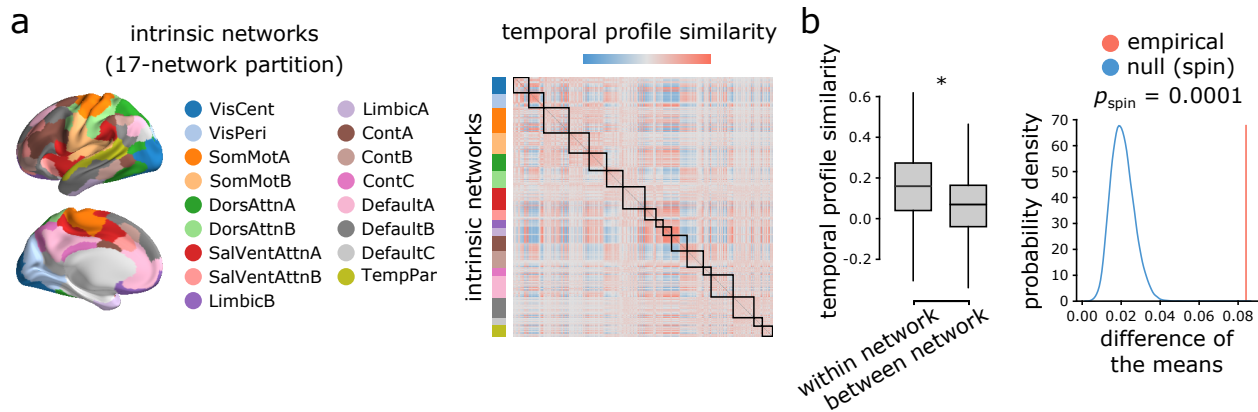 a
intrinsic networks
(17-network partition)
VisCent
VisPeri
SomMotA
SomMotB
DorsAttnA
DorsAttnB
SalVentAttnA
SalVentAttnB
LimbicB
LimbicA
ContA
ContB
ContC
DefaultA
DefaultB
DefaultC
TempPar
temporal profile similarity
intrinsic networks
b
temporal profile similarity
0.6
0.4
0.2
0.0
-0.2
*
within network
between network
empirical
null (spin)
pspin = 0.0001
probability density
70
60
50
40
30
20
10
0
0.00 0.02 0.04 0.06 0.08
difference of
the means